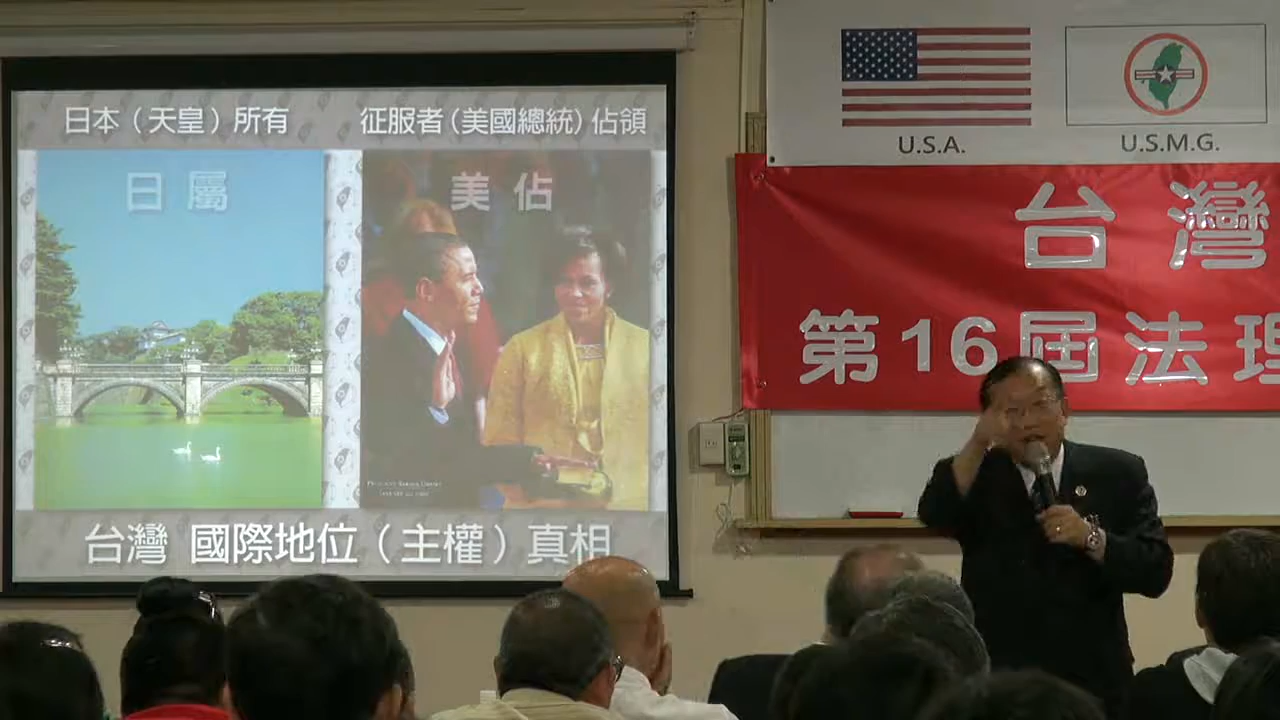 日本（天皇）所有
征服者（美國總統）佔領
日屬
美佔
台灣 國際地位（主權）真相
U.S.A.
U.S.M.G.
台灣
第16屆法理